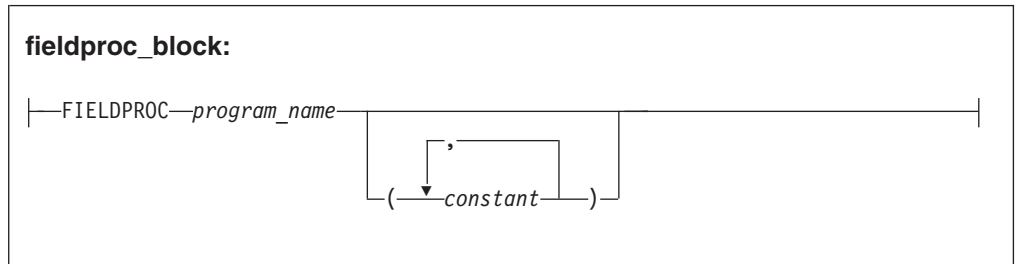 fieldproc_block:
FIELDPROC program_name
,
( constant )